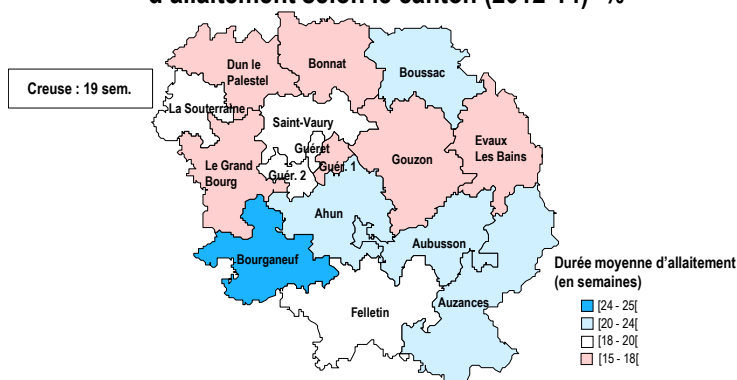 d'allaitement selon le canton (2012-14) %
Creuse : 19 sem.
Dun le
Palestel
Bonnat
Boussac
La Souterraine
Saint-Vaury
Guéret
Evaux
Les Bains
Le Grand
Bourg
Guér. 1
Guér. 2
Gouzon
Ahun
Aubusson
Bourganeuf
Auzances
Felletin
Durée moyenne d'allaitement
(en semaines)
[24 - 25[
[20 - 24[
[18 - 20[
[15 - 18[